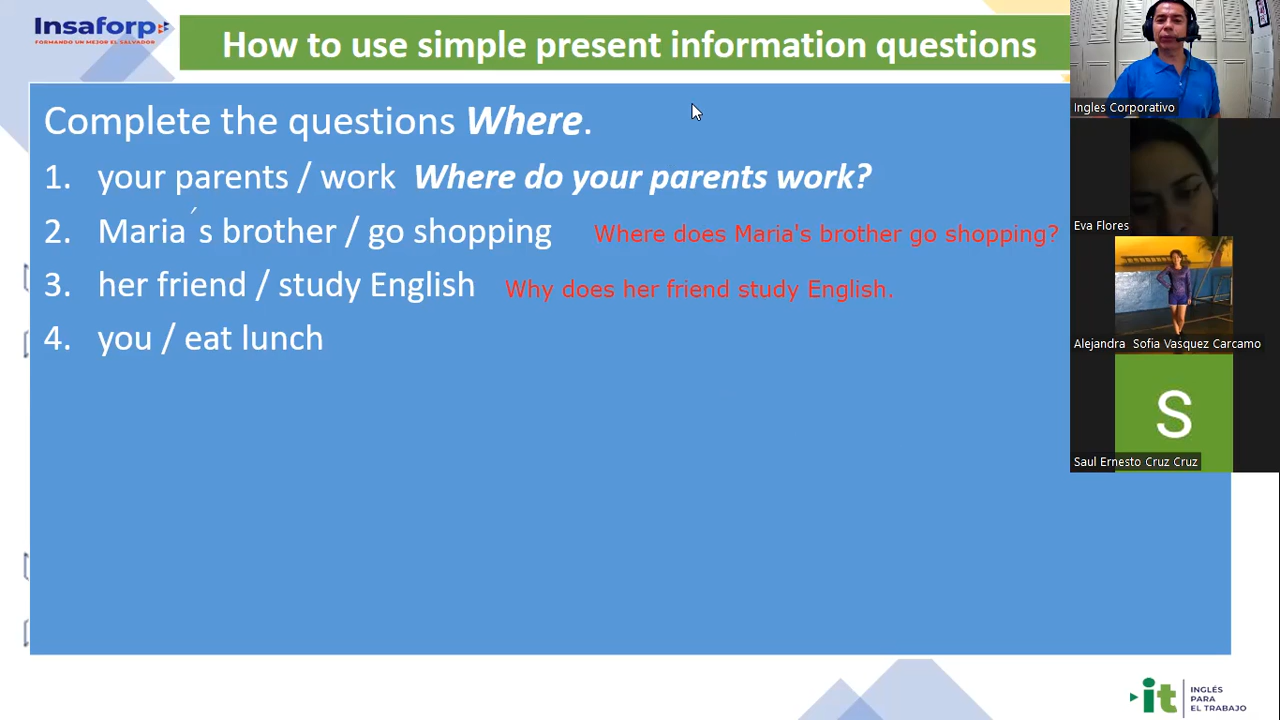 Insaforp
FORMANDO UN MEJOR EL SALVADOR
How to use simple present information questions
Complete the questions Where.
1. your parents / work Where do your parents work?
2. Maria´s brother / go shopping Where does Maria's brother go shopping?
3. her friend / study English Why does her friend study English.
4. you / eat lunch
Ingles Corporativo
Eva Flores
Alejandra Sofia Vasquez Carcamo
S
Saul Ernesto Cruz Cruz
it INGLÉS
PARA
EL TRABAJO